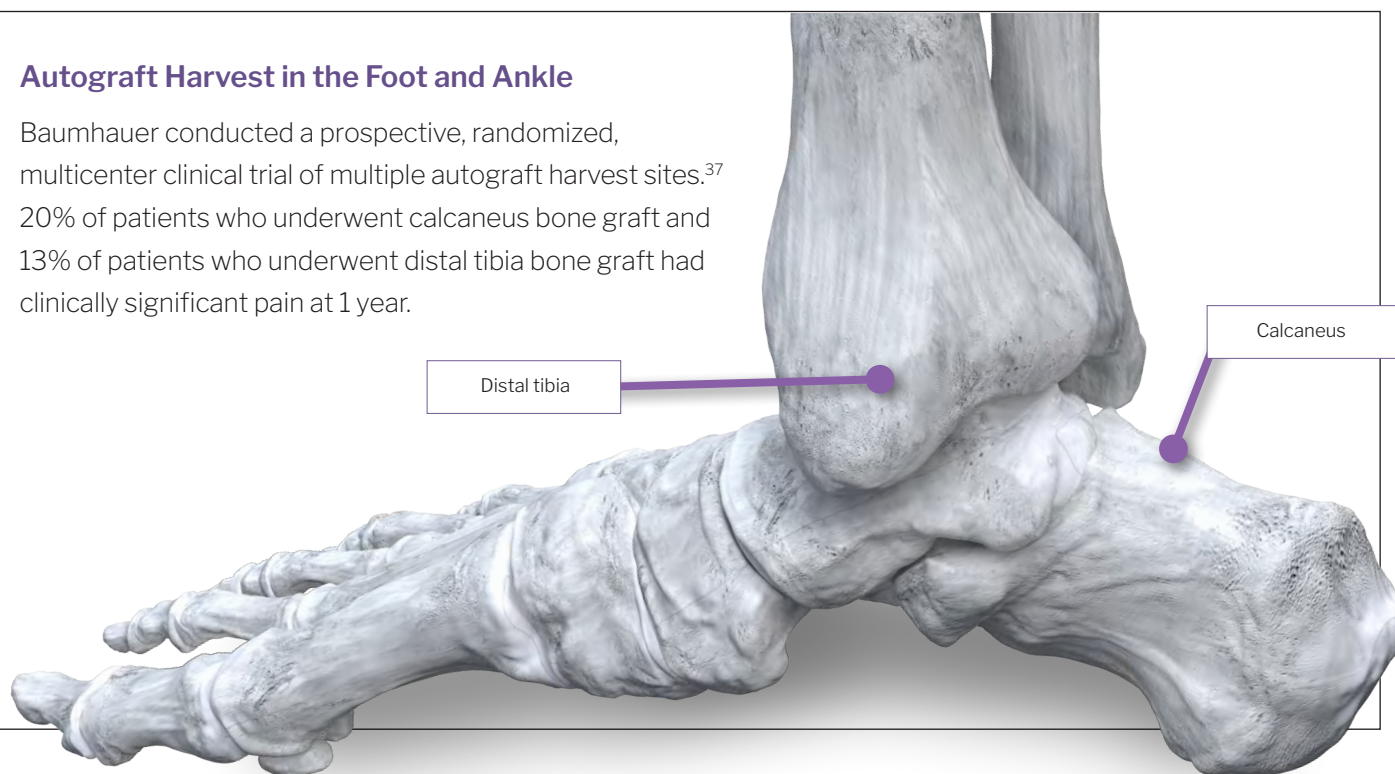 Autograft Harvest in the Foot and Ankle
Baumhauer conducted a prospective, randomized,
multicenter clinical trial of multiple autograft harvest sites.³⁷
20% of patients who underwent calcaneus bone graft and
13% of patients who underwent distal tibia bone graft had
clinically significant pain at 1 year.
Calcaneus
Distal tibia